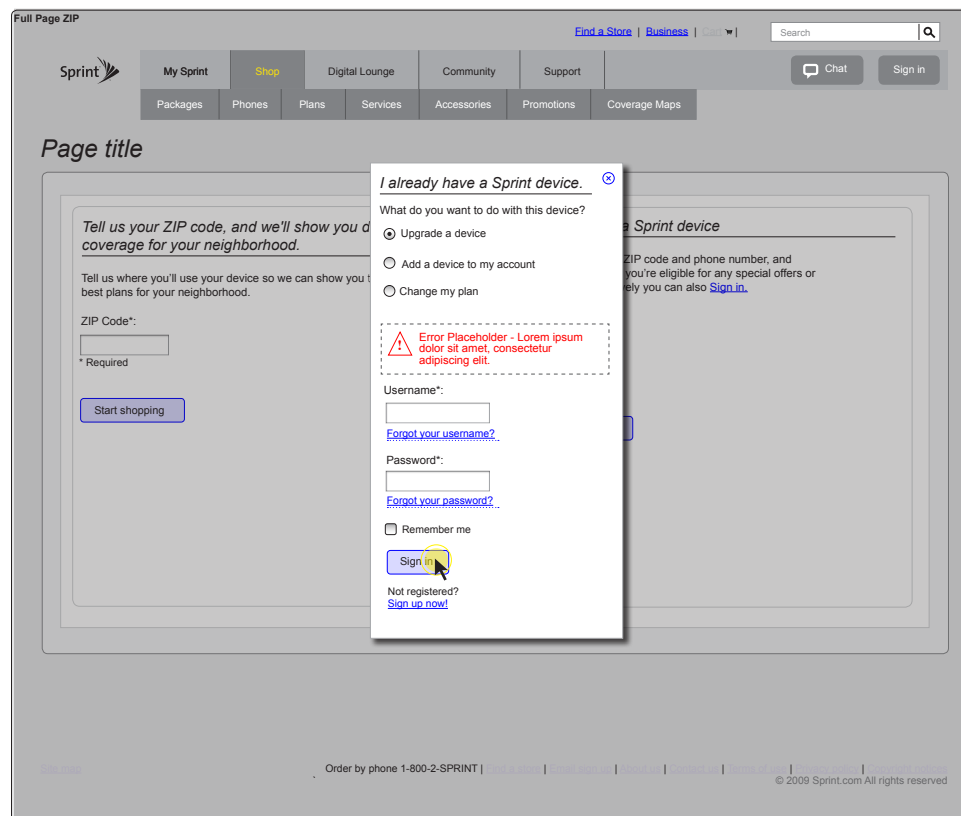 Full Page ZIP
Find a Store | Business | Cart |
Search
Sprint
My Sprint
Shop
Digital Lounge
Community
Support
Chat
Sign in
Packages
Phones
Plans
Services
Accessories
Promotions
Coverage Maps
Page title
Tell us your ZIP code, and we'll show you d
coverage for your neighborhood.
Tell us where you'll use your device so we can show you t
best plans for your neighborhood.
ZIP Code*:
* Required
Start shopping
I already have a Sprint device.
What do you want to do with this device?
Upgrade a device
Add a device to my account
Change my plan
Error Placeholder - Lorem ipsum
dolor sit amet, consectetur
adipiscing elit.
Username*:
Forgot your username?
Password*:
Forgot your password?
Remember me
Sign in
Not registered?
Sign up now!
a Sprint device
ZIP code and phone number, and
you're eligible for any special offers or
vely you can also Sign in.
Order by phone 1-800-2-SPRINT |
© 2009 Sprint.com All rights reserved